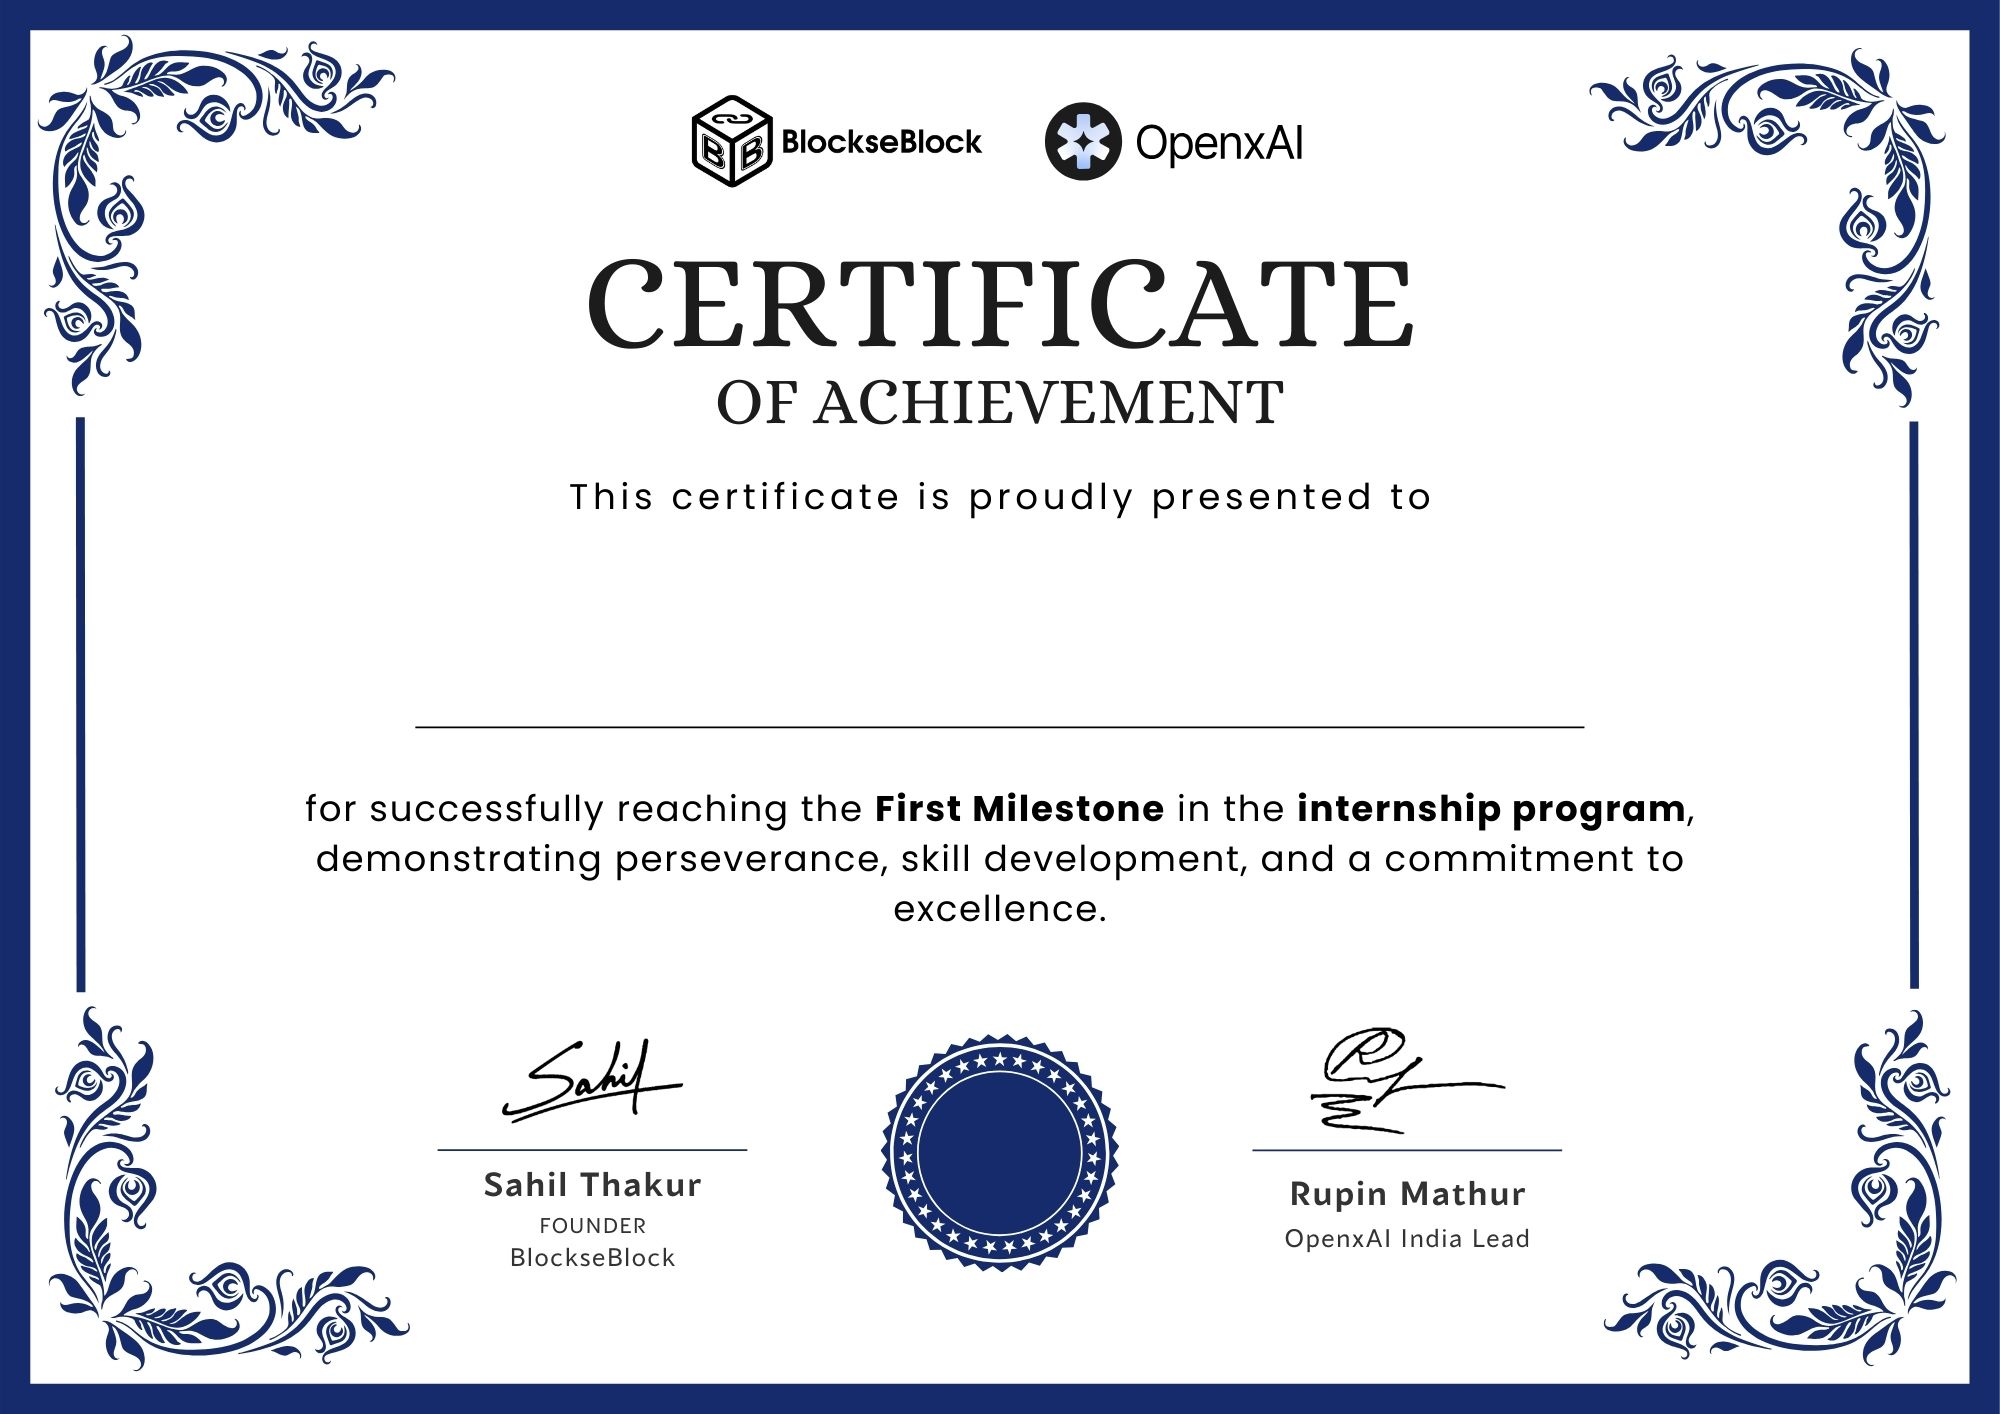 BlockseBlock
OpenxAI
CERTIFICATE
OF ACHIEVEMENT
This certificate is proudly presented to
for successfully reaching the First Milestone in the internship program,
demonstrating perseverance, skill development, and a commitment to
excellence.
Sahil
Sahil Thakur
FOUNDER
BlockseBlock
Rupin Mathur
OpenxAI India Lead